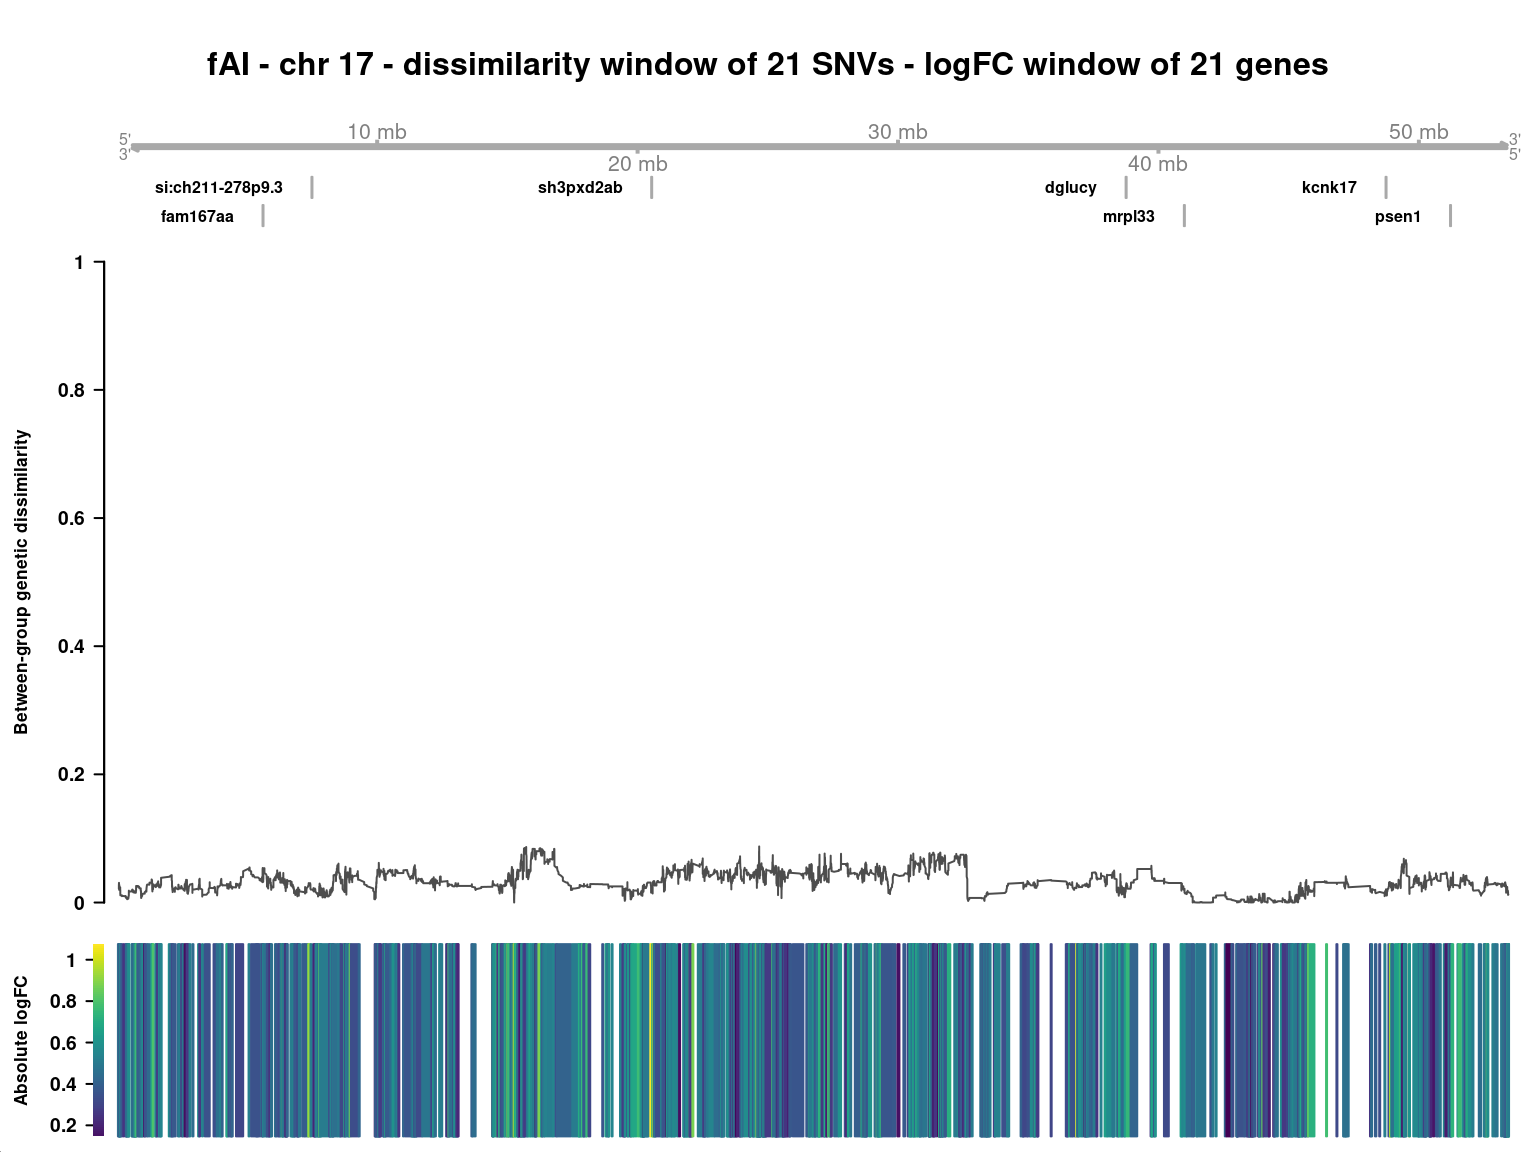 fAI - chr 17 - dissimilarity window of 21 SNVs - logFC window of 21 genes
10 mb
30 mb
50 mb
5'
3'
3'
5'
20 mb
40 mb
si:ch211-278p9.3
sh3pxd2ab
dglucy
kcnk17
fam167aa
mrpl33
psen1
1
0.8
0.6
0.4
0.2
0
Between-group genetic dissimilarity
1
0.8
0.6
0.4
0.2
Absolute logFC